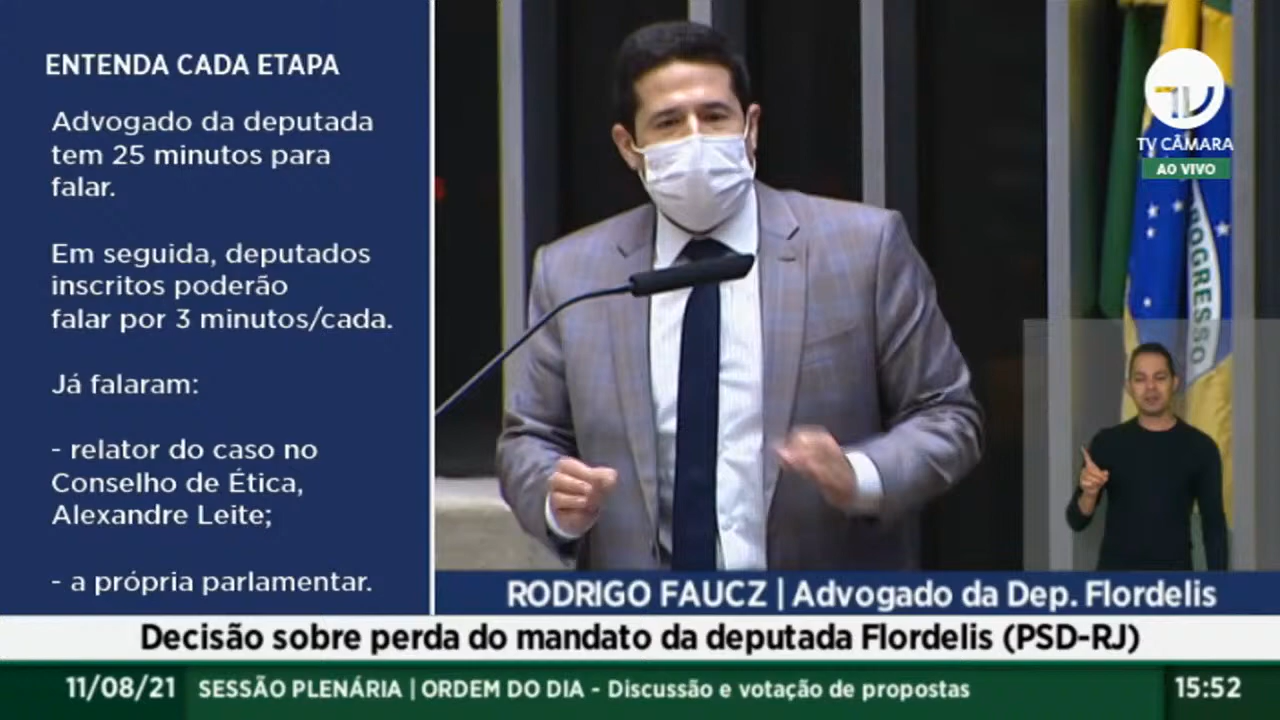 ENTENDA CADA ETAPA
Advogado da deputada
tem 25 minutos para
falar.
Em seguida, deputados
inscritos poderão
falar por 3 minutos/cada.
Já falaram:
- relator do caso no
Conselho de Ética,
Alexandre Leite;
- a própria parlamentar.
TV CÂMARA
AO VIVO
PROGRESSO
RODRIGO FAUCZ | Advogado da Dep. Flordelis
Decisão sobre perda do mandato da deputada Flordelis (PSD-RJ)
11/08/21 SESSÃO PLENÁRIA | ORDEM DO DIA - Discussão e votação de propostas 15:52